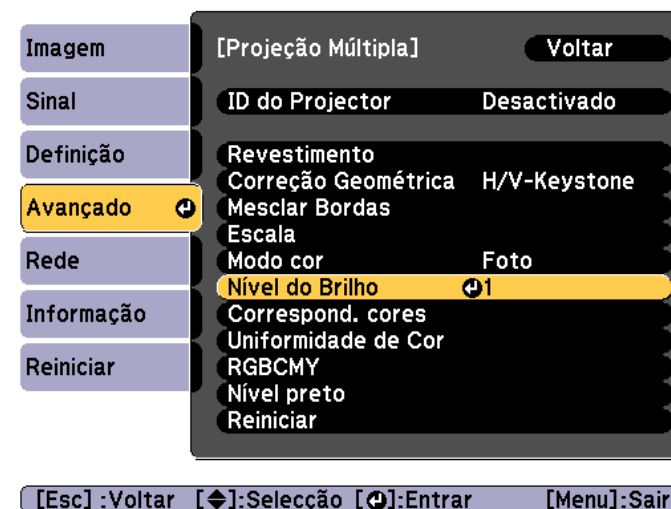 Imagem
Sinal
Definição
Avançado
Rede
Informação
Reiniciar
[Projeção Múltipla] Voltar
ID do Projector Desactivado
Revestimento
Correção Geométrica H/V-Keystone
Mesclar Bordas
Escala
Modo cor Foto
Nível do Brilho 1
Correspond. cores
Uniformidade de Cor
RGBCMY
Nível preto
Reiniciar
[Esc] :Voltar [◆]:Selecção [↵]:Entrar [Menu]:Sair